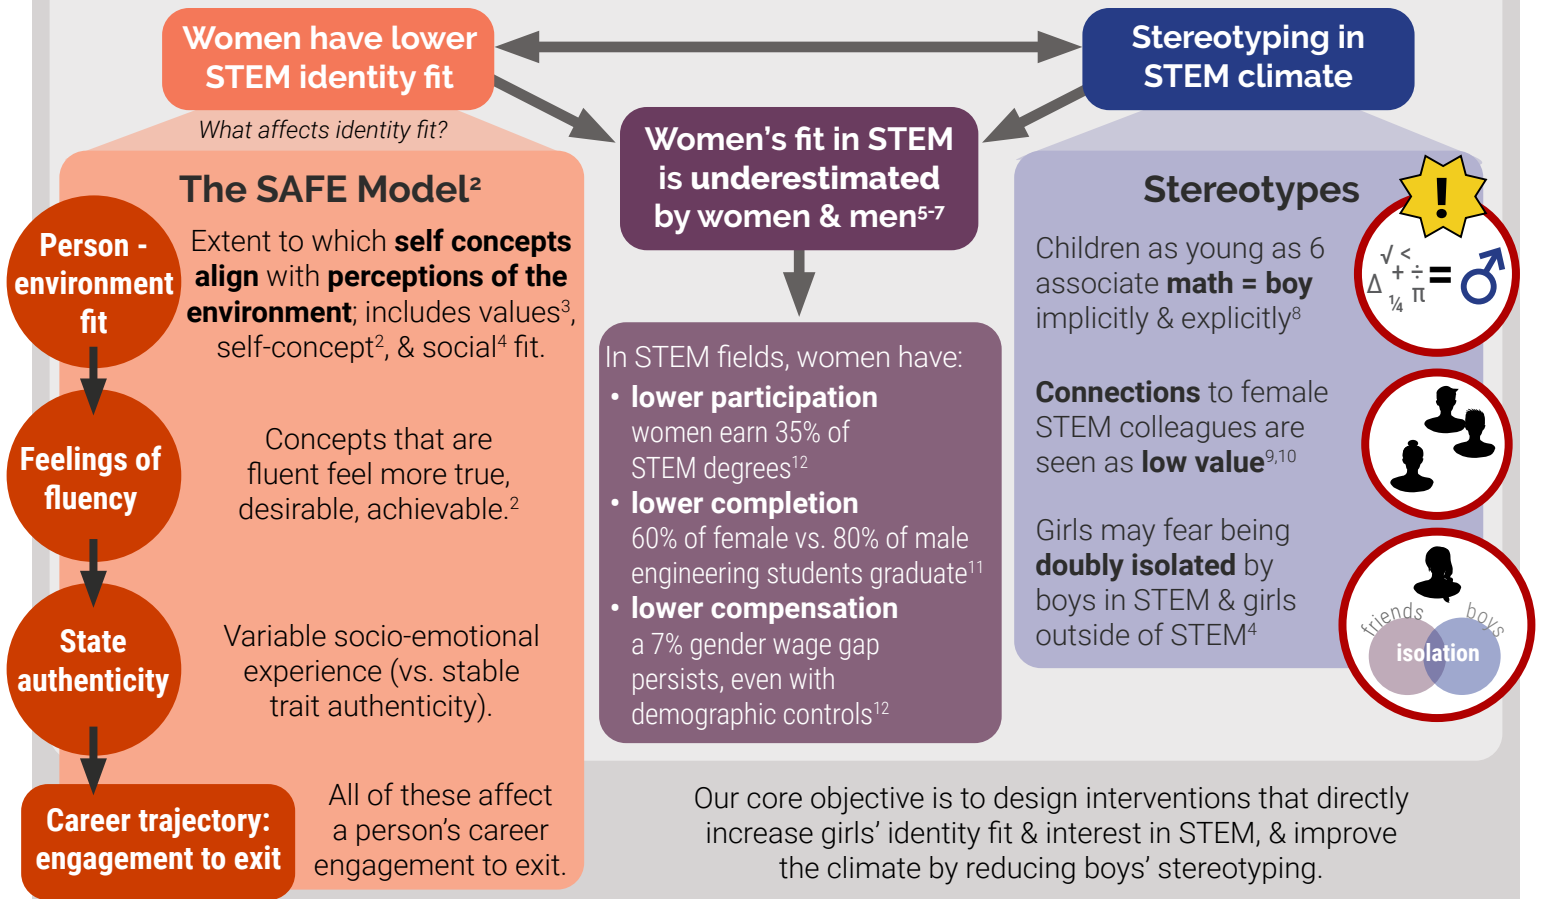 Women have lower
STEM identity fit
Stereotyping in
STEM climate
What affects identity fit?
Women's fit in STEM
is underestimated
by women & men⁵⁻⁷
The SAFE Model²
Person -
environment
fit
Extent to which self concepts
align with perceptions of the
environment; includes values³,
self-concept², & social⁴ fit.
Feelings of
fluency
Concepts that are
fluent feel more true,
desirable, achievable.²
State
authenticity
Variable socio-emotional
experience (vs. stable
trait authenticity).
Career trajectory:
engagement to exit
All of these affect
a person's career
engagement to exit.
In STEM fields, women have:
• lower participation
women earn 35% of
STEM degrees¹²
• lower completion
60% of female vs. 80% of male
engineering students graduate¹¹
• lower compensation
a 7% gender wage gap
persists, even with
demographic controls¹²
Stereotypes
Children as young as 6
associate math = boy
implicitly & explicitly⁸
!
√ <
Δ + ÷ = ♂
¼ π
Connections to female
STEM colleagues are
seen as low value⁹,¹⁰
Girls may fear being
doubly isolated by
boys in STEM & girls
outside of STEM⁴
friends boys
isolation
Our core objective is to design interventions that directly
increase girls' identity fit & interest in STEM, & improve
the climate by reducing boys' stereotyping.